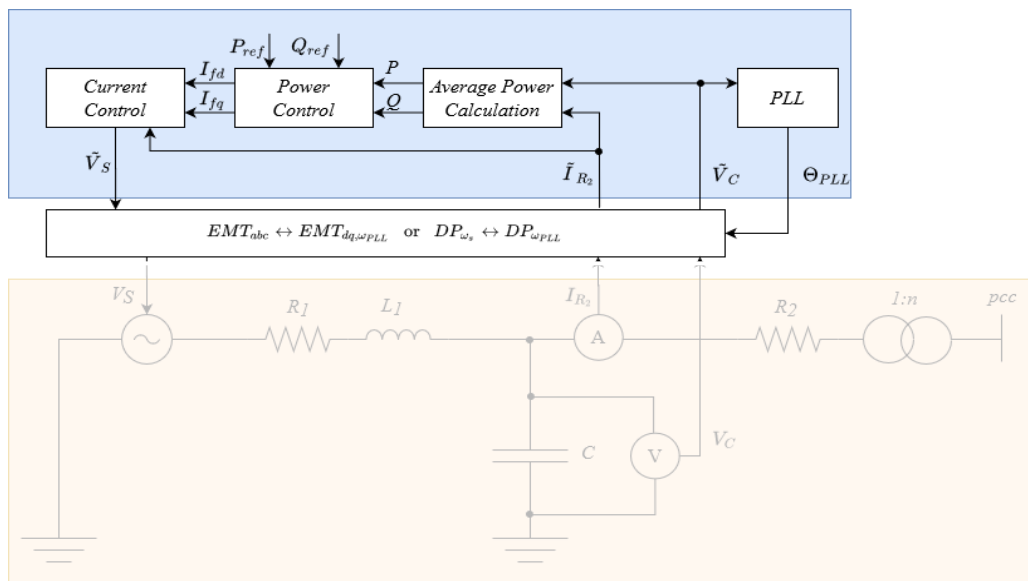 P_ref Q_ref
I_fd P
Current Control
Power Control
Average Power Calculation
PLL
I_fq Q
Ṽ_S Ĩ_R₂ Ṽ_C Θ_PLL
EMT_abc ↔ EMT_dq,ω_PLL or DP_ω_s ↔ DP_ω_PLL
V_S R1 L1 I_R₂ R2 1:n pcc
A
C V V_C